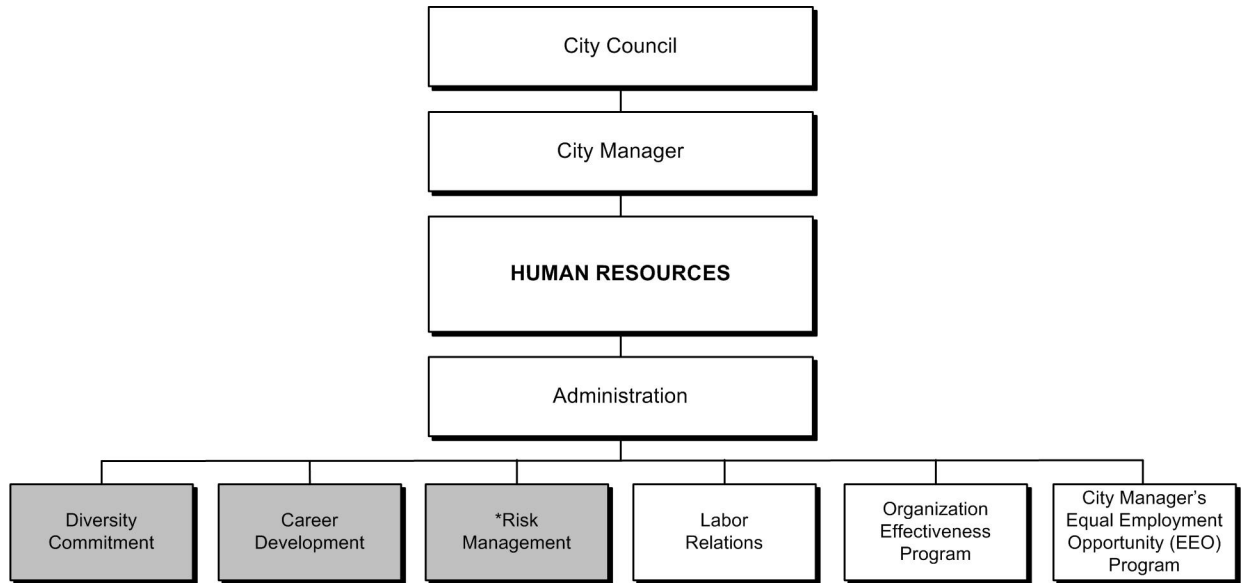 City Council
City Manager
HUMAN RESOURCES
Administration
Diversity
Commitment
Career
Development
*Risk
Management
Labor
Relations
Organization
Effectiveness
Program
City Manager’s
Equal Employment
Opportunity (EEO)
Program